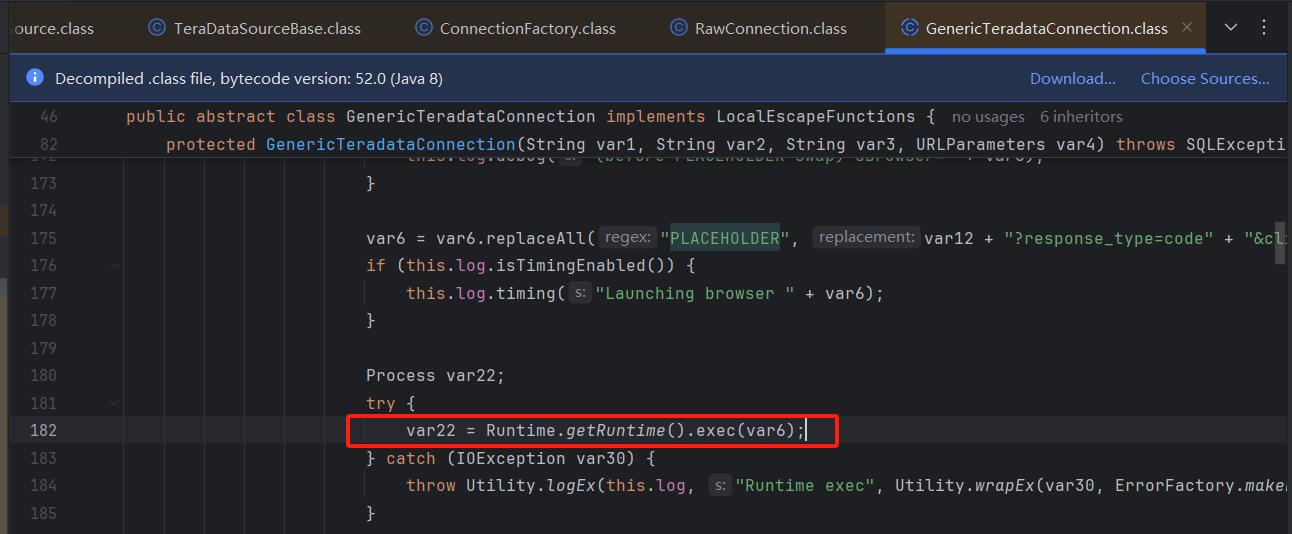 ource.class TeraDataSourceBase.class ConnectionFactory.class RawConnection.class GenericTeradataConnection.class
Decompiled .class file, bytecode version: 52.0 (Java 8) Download... Choose Sources...
46 public abstract class GenericTeradataConnection implements LocalEscapeFunctions { no usages 6 inheritors
82 protected GenericTeradataConnection(String var1, String var2, String var3, URLParameters var4) throws SQLExcepti
173 }
174
175 var6 = var6.replaceAll( regex: "PLACEHOLDER", replacement: var12 + "?response_type=code" + "&cl
176 if (this.log.isTimingEnabled()) {
177 this.log.timing( s: "Launching browser " + var6);
178 }
179
180 Process var22;
181 try {
182 var22 = Runtime.getRuntime().exec(var6);
183 } catch (IOException var30) {
184 throw Utility.logEx(this.log, s: "Runtime exec", Utility.wrapEx(var30, ErrorFactory.make
185 }